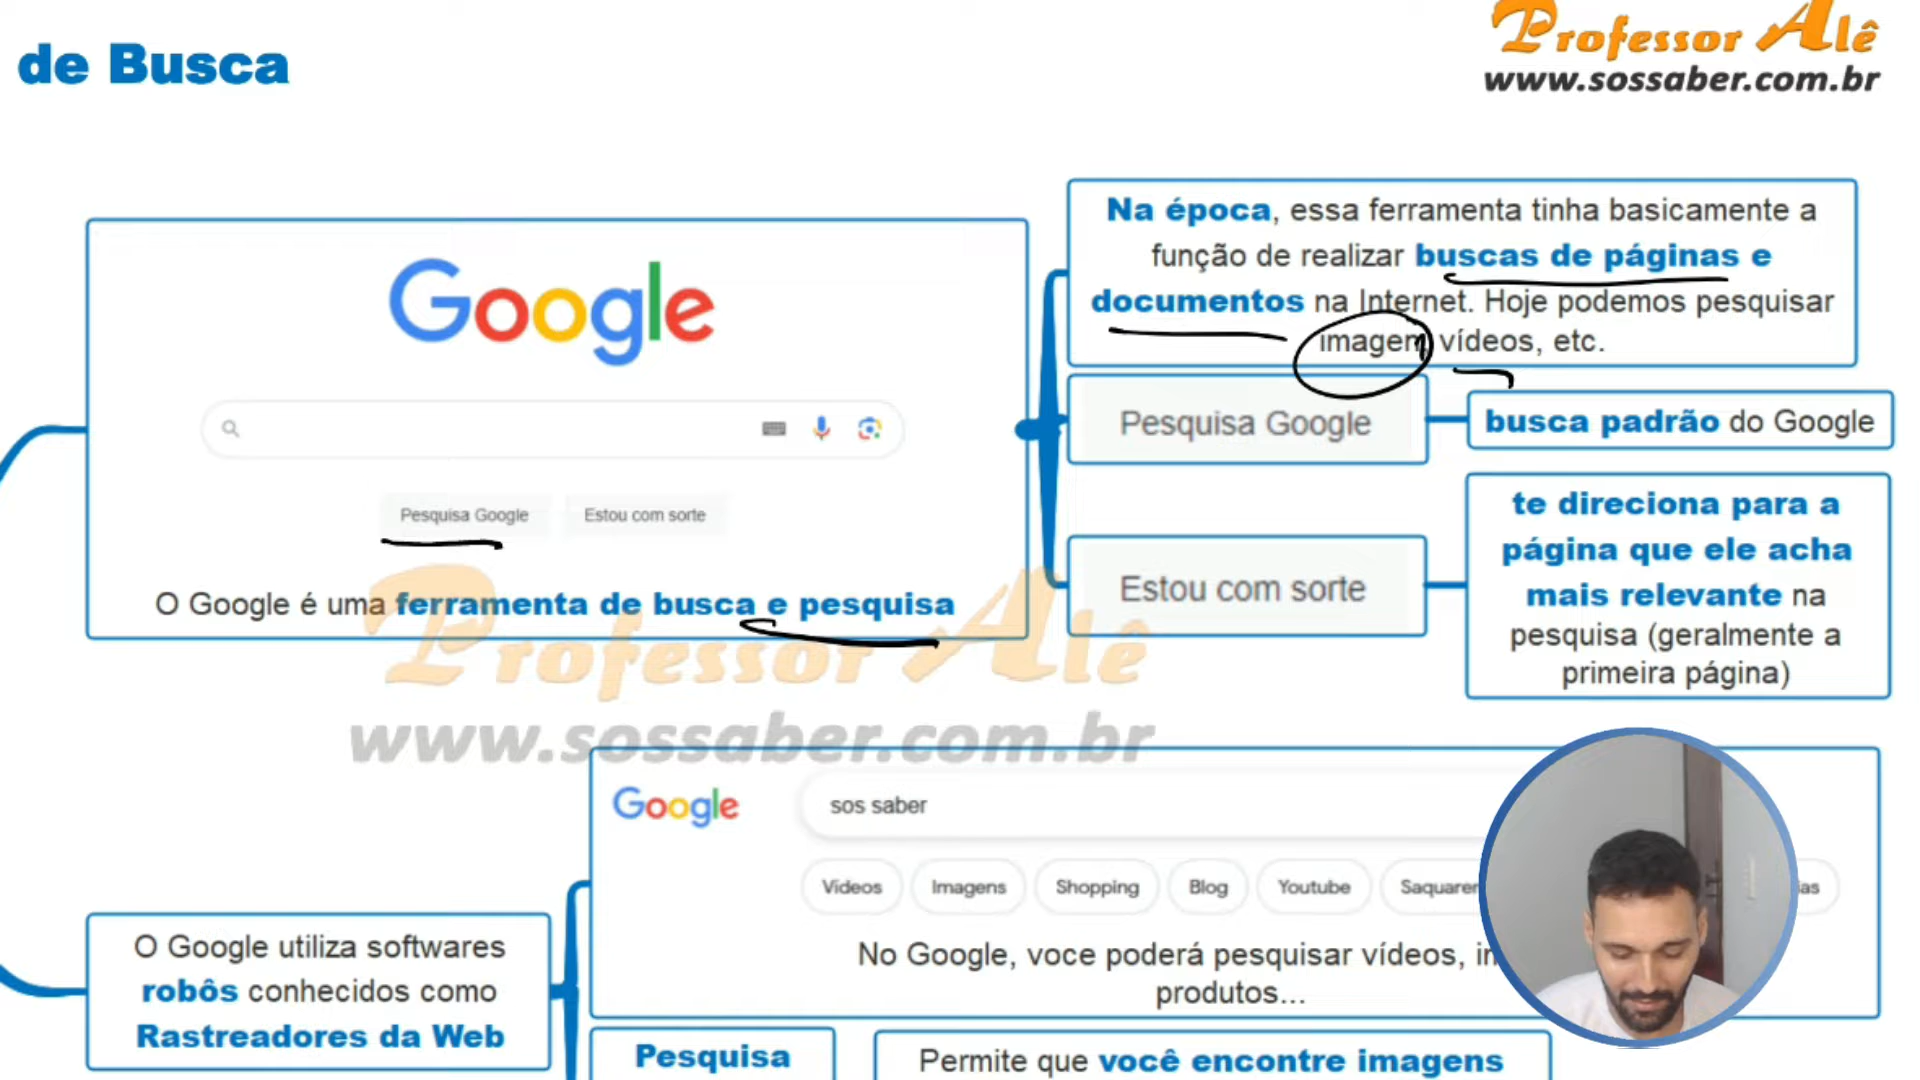 de Busca
Professor Alê
www.sossaber.com.br
Google
Pesquisa Google
Estou com sorte
O Google é uma ferramenta de busca e pesquisa
Na época, essa ferramenta tinha basicamente a
função de realizar buscas de páginas e
documentos na Internet. Hoje podemos pesquisar
imagem, vídeos, etc.
Pesquisa Google
busca padrão do Google
Estou com sorte
te direciona para a
página que ele acha
mais relevante na
pesquisa (geralmente a
primeira página)
Professor Alê
www.sossaber.com.br
Google
sos saber
Vídeos
Imagens
Shopping
Blog
Youtube
No Google, voce poderá pesquisar vídeos,
produtos...
O Google utiliza softwares
robôs conhecidos como
Rastreadores da Web
Pesquisa
Permite que você encontre imagens